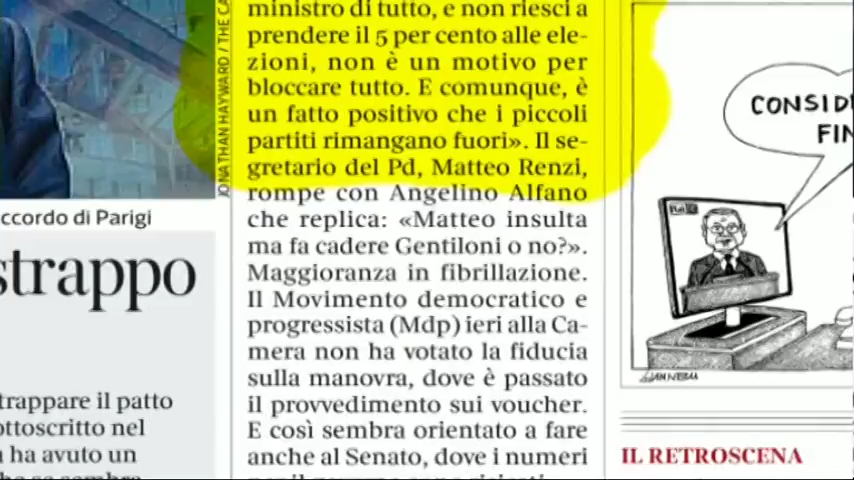 JONATHAN HAYWARD / THE CA
ccordo di Parigi
strappo
trappare il patto
ottoscritto nel
a ha avuto un
ministro di tutto, e non riesci a
prendere il 5 per cento alle ele-
zioni, non è un motivo per
bloccare tutto. E comunque, è
un fatto positivo che i piccoli
partiti rimangano fuori». Il se-
gretario del Pd, Matteo Renzi,
rompe con Angelino Alfano
che replica: «Matteo insulta
ma fa cadere Gentiloni o no?».
Maggioranza in fibrillazione.
Il Movimento democratico e
progressista (Mdp) ieri alla Ca-
mera non ha votato la fiducia
sulla manovra, dove è passato
il provvedimento sui voucher.
E così sembra orientato a fare
anche al Senato, dove i numeri
CONSID
FIN
GIANNELLI
IL RETROSCENA